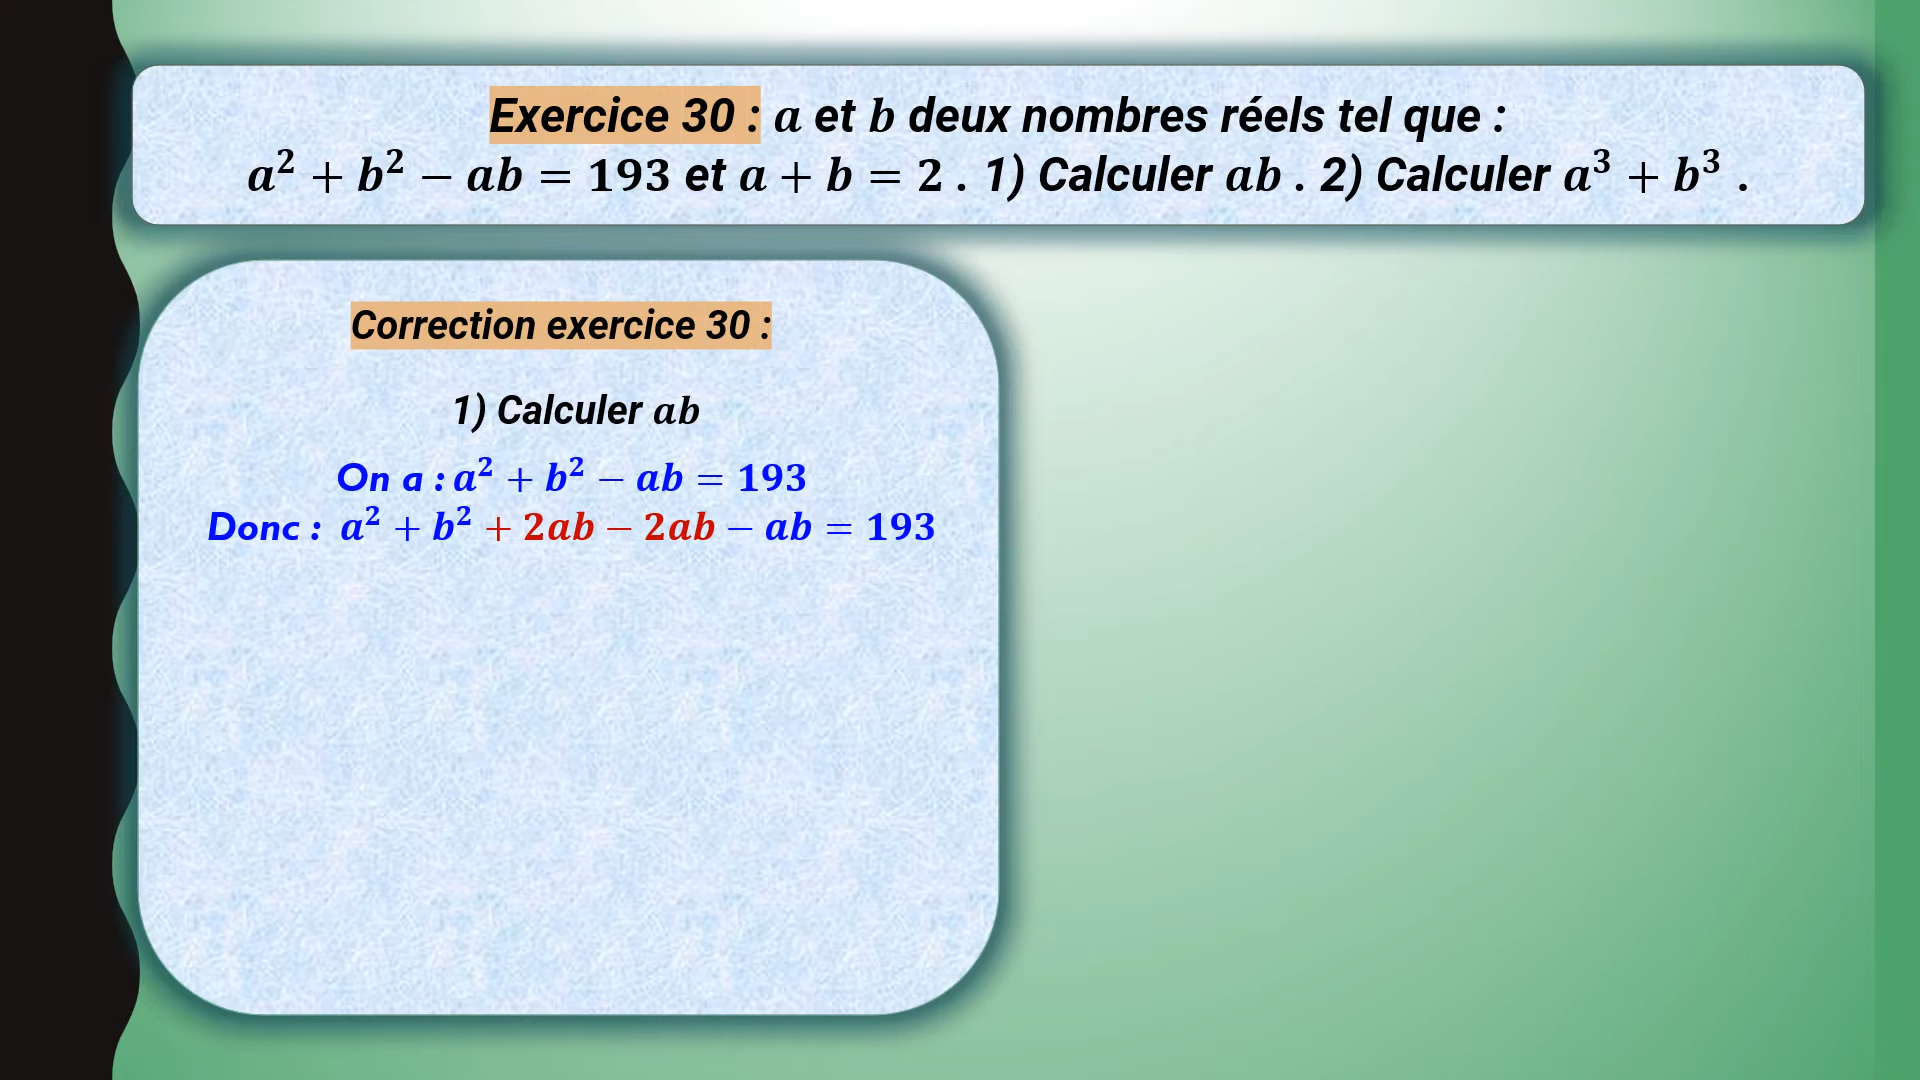 Exercice 30 : a et b deux nombres réels tel que :
a² + b² − ab = 193 et a + b = 2 . 1) Calculer ab . 2) Calculer a³ + b³ .
Correction exercice 30 :
1) Calculer ab
On a : a² + b² − ab = 193
Donc : a² + b² + 2ab − 2ab − ab = 193